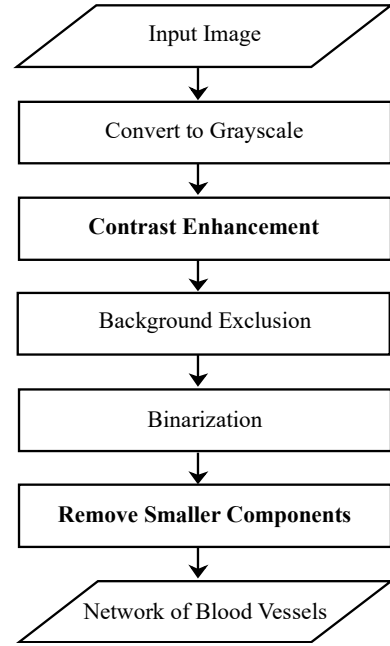 Input Image
Convert to Grayscale
Contrast Enhancement
Background Exclusion
Binarization
Remove Smaller Components
Network of Blood Vessels